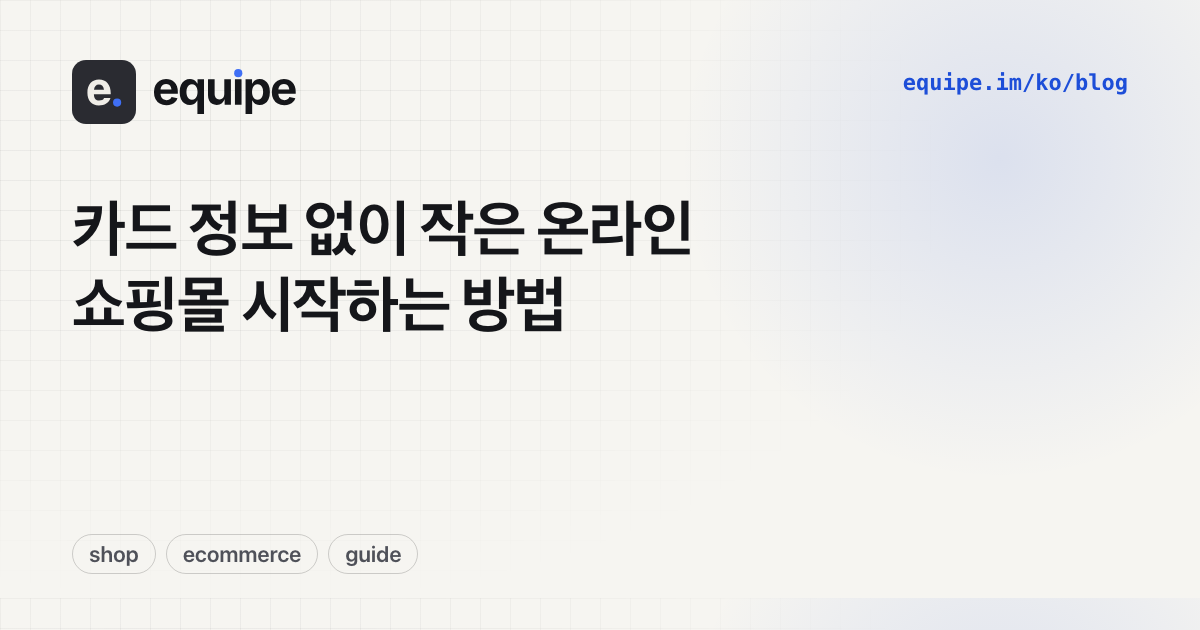 e. equipe
equipe.im/ko/blog
카드 정보 없이 작은 온라인
쇼핑몰 시작하는 방법
shop
ecommerce
guide